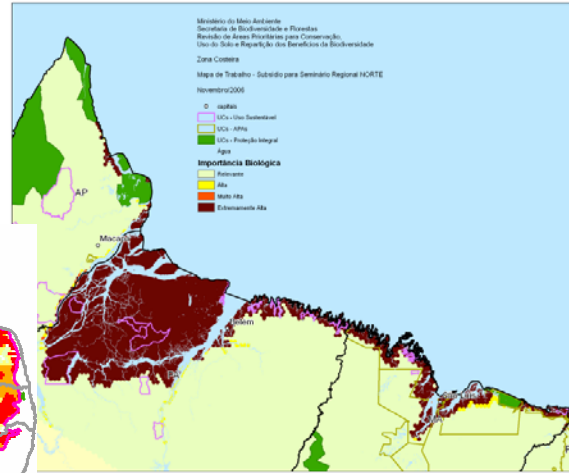 Ministério do Meio Ambiente
Secretaria de Biodiversidade e Florestas
Revisão de Áreas Prioritárias para Conservação,
Uso do Solo e Repartição dos Benefícios da Biodiversidade
Zona Costeira
Mapa de Trabalho - Subsídio para Seminário Regional NORTE
Novembro/2006
capitais
UCs - Uso Sustentável
UCs - APAs
UCs - Proteção Integral
Água
Importância Biológica
Relevante
Alta
Muito Alta
Extremamente Alta
AP
Macapá
elem